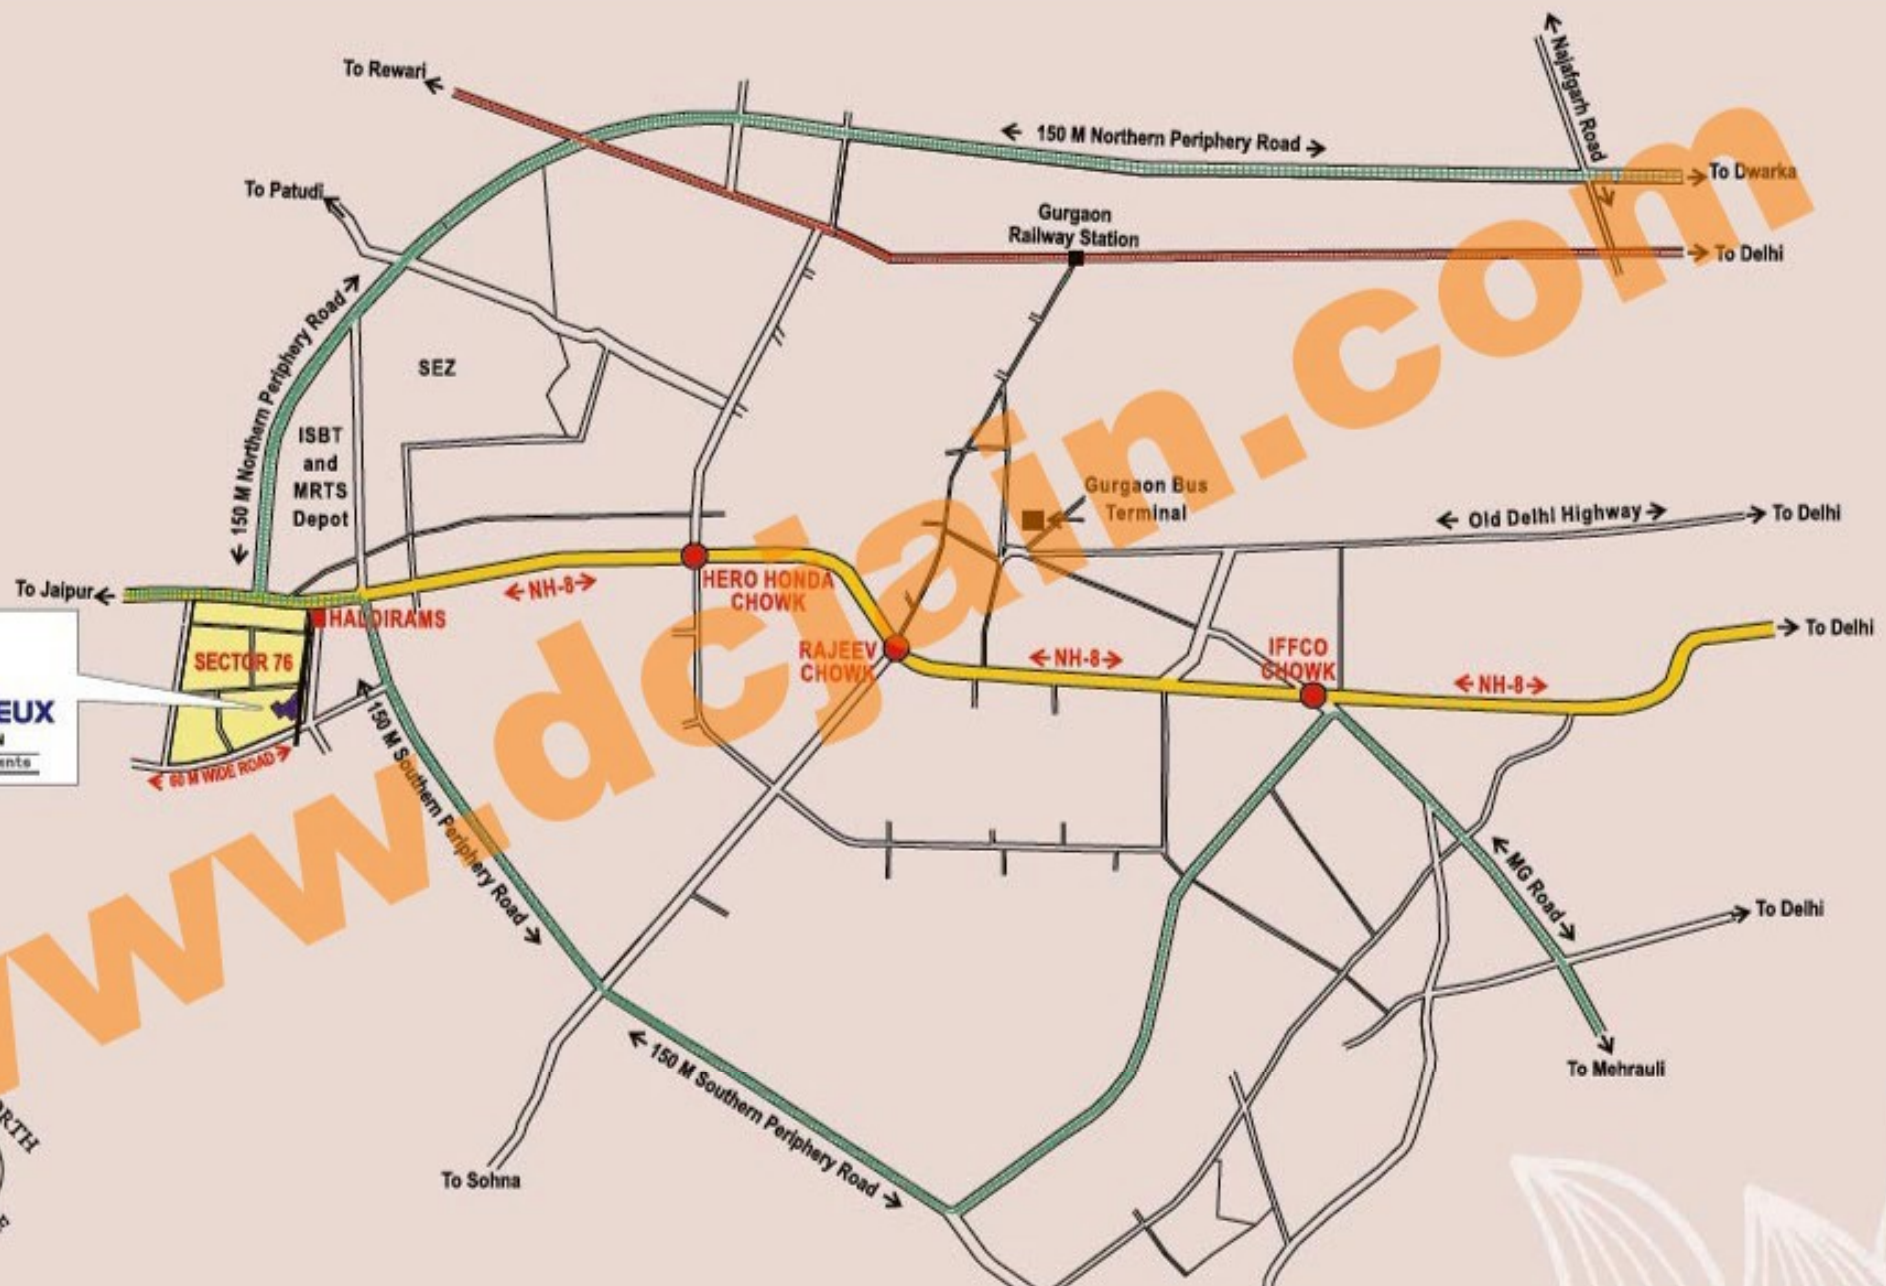 To Rewari
Najafgarh Road
150 M Northern Periphery Road
To Dwarka
To Patudi
Gurgaon
Railway Station
To Delhi
150 M Northern Periphery Road
SEZ
ISBT
and
MRTS
Depot
Gurgaon Bus
Terminal
Old Delhi Highway
To Delhi
To Jaipur
NH-8
HERO HONDA
CHOWK
HALDIRAMS
SECTOR 76
RAJEEV
CHOWK
NH-8
IFFCO
CHOWK
NH-8
To Delhi
60 M WIDE ROAD
150 M Southern Periphery Road
MG Road
To Delhi
To Mehrauli
150 M Southern Periphery Road
To Sohna
www.dcjain.com